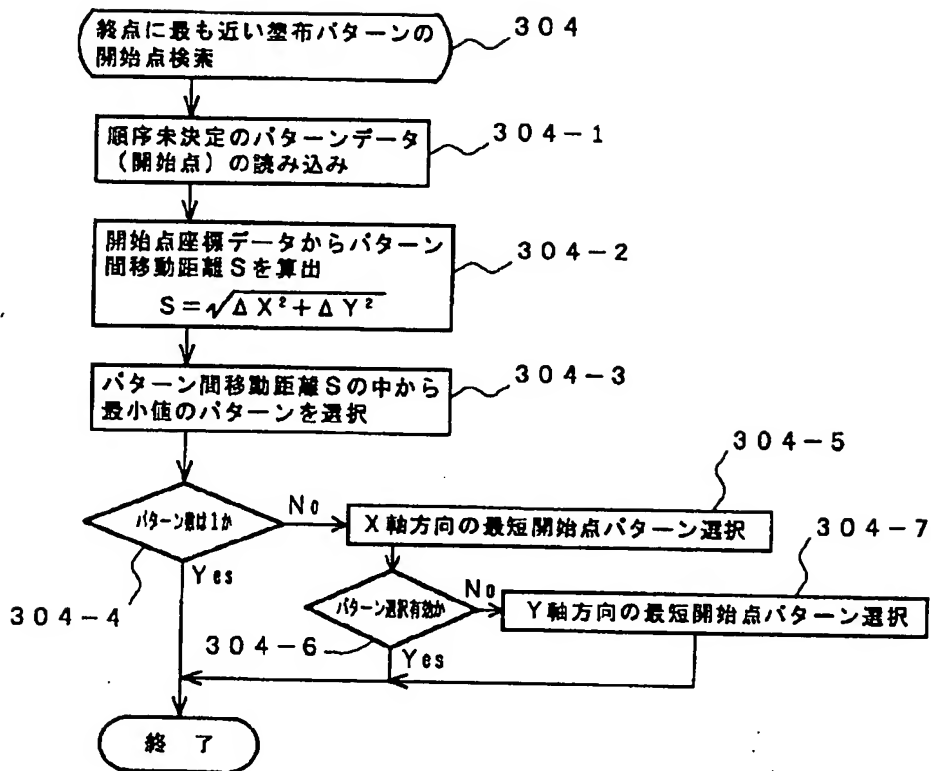 終点に最も近い塗布パターンの
開始点検索
304
順序未決定のパターンデータ
(開始点)の読み込み
304-1
開始点座標データからパターン
間移動距離Sを算出
S=√ΔX²+ΔY²
304-2
パターン間移動距離Sの中から
最小値のパターンを選択
304-3
パターン数は1か
No
Yes
304-4
X軸方向の最短開始点パターン選択
304-5
パターン選択有効か
No
Yes
304-6
Y軸方向の最短開始点パターン選択
304-7
終 了